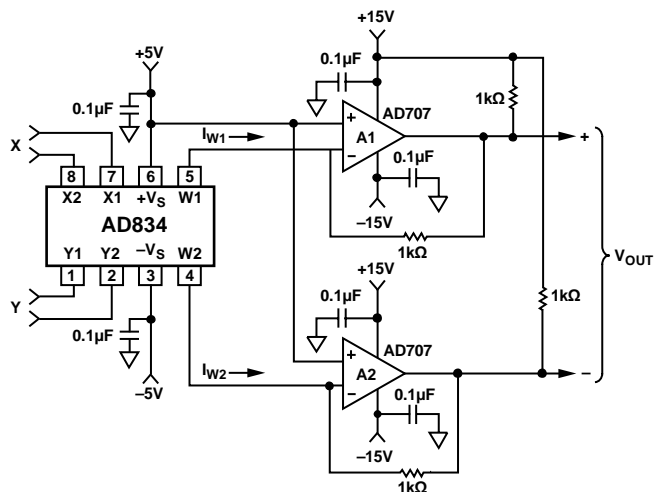 +15V
+5V
0.1µF
0.1µF
1kΩ
AD707
I W1
+
A1
–
+
0.1µF
X
8
7
6
5
X2
X1
+VS
W1
–15V
AD834
1kΩ
VOUT
Y1
Y2
–VS
W2
+15V
1kΩ
1
2
3
4
Y
0.1µF
0.1µF
AD707
IW2
+
A2
–
–
0.1µF
–5V
–15V
1kΩ